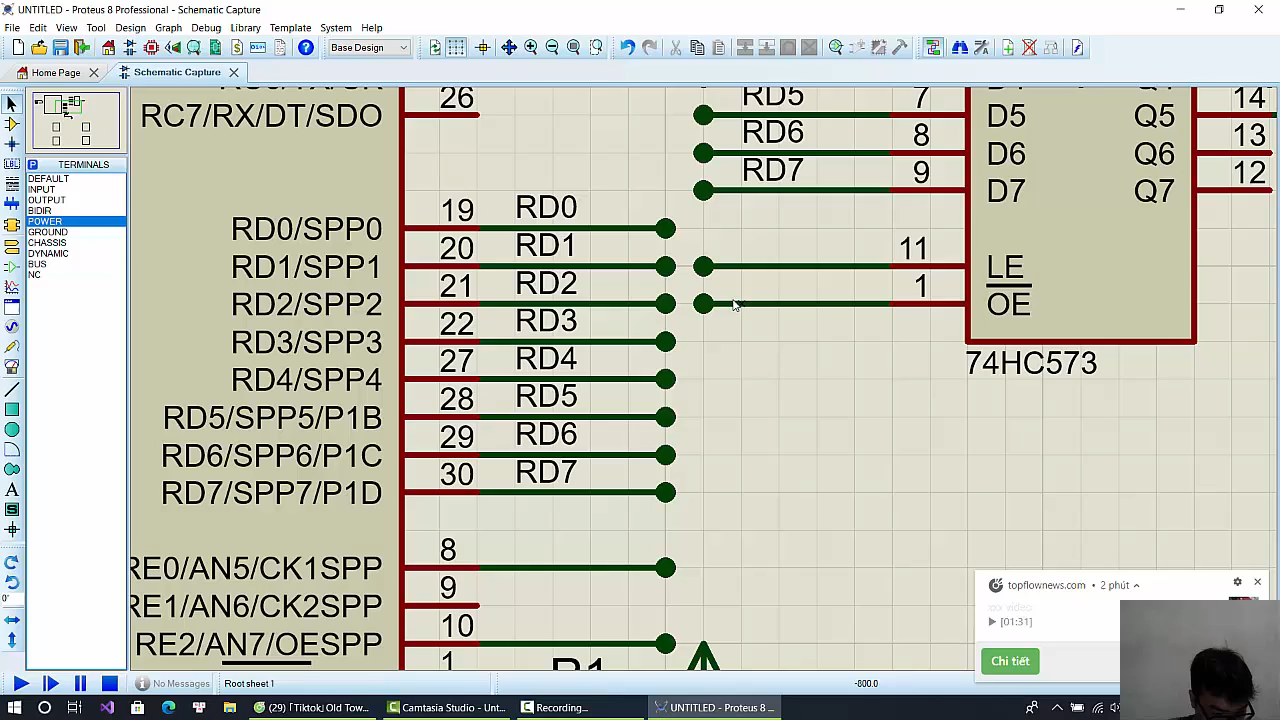 UNTITLED - Proteus 8 Professional - Schematic Capture
File Edit View Tool Design Graph Debug Library Template System Help
Base Design
Home Page Schematic Capture
26
RC7/RX/DT/SDO
RD0/SPP0 19 RD0
RD1/SPP1 20 RD1
RD2/SPP2 21 RD2
RD3/SPP3 22 RD3
RD4/SPP4 27 RD4
RD5/SPP5/P1B 28 RD5
RD6/SPP6/P1C 29 RD6
RD7/SPP7/P1D 30 RD7
RE0/AN5/CK1SPP 8
RE1/AN6/CK2SPP 9
RE2/AN7/OESPP 10
1
R1
RD5 7 D5 Q5 14
RD6 8 D6 Q6 13
RD7 9 D7 Q7 12
11 LE
1 OE
74HC573
P TERMINALS
DEFAULT
INPUT
OUTPUT
BIDIR
POWER
GROUND
CHASSIS
DYNAMIC
BUS
NC
LBL
0°
topflownews.com • 2 phút
xxx video
[01:31]
Chi tiết
No Messages
Root sheet 1
-800.0
(29) [Tiktok] Old Tow...
Camtasia Studio - Unt...
Recording...
UNTITLED - Proteus 8 ...